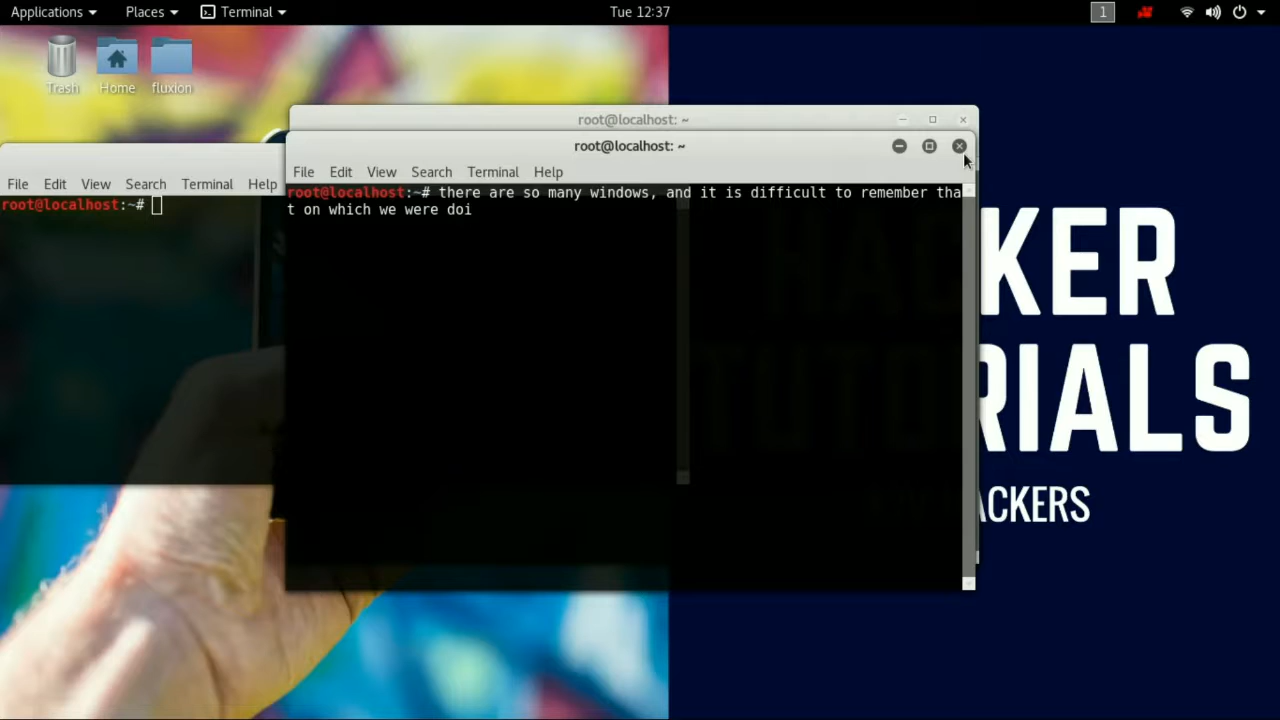 Applications Places Terminal Tue 12:37 1
Trash Home fluxion
root@localhost: ~
root@localhost: ~
File Edit View Search Terminal Help
File Edit View Search Terminal Help
root@localhost:~# there are so many windows, and it is difficult to remember tha
t on which we were doi
root@localhost:~#
KER
RIALS
ACKERS